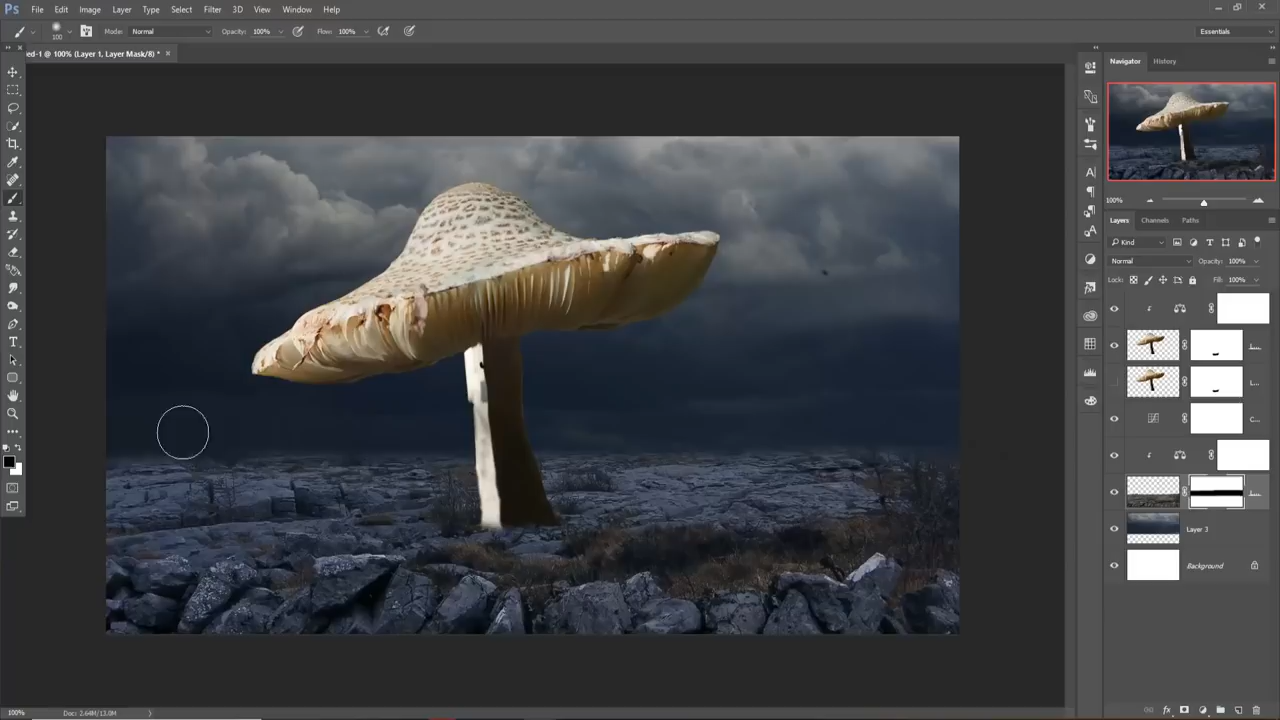 Ps File Edit Image Layer Type Select Filter 3D View Window Help
100 Mode: Normal Opacity: 100% Flow: 100% Essentials
ed-1 @ 100% (Layer 1, Layer Mask/8) * ×
Navigator History
100%
Layers Channels Paths
Kind
Normal Opacity: 100%
Lock: Fill: 100%
L...
L...
C...
L...
Layer 3
Background
100% Doc: 2.64M/13.0M